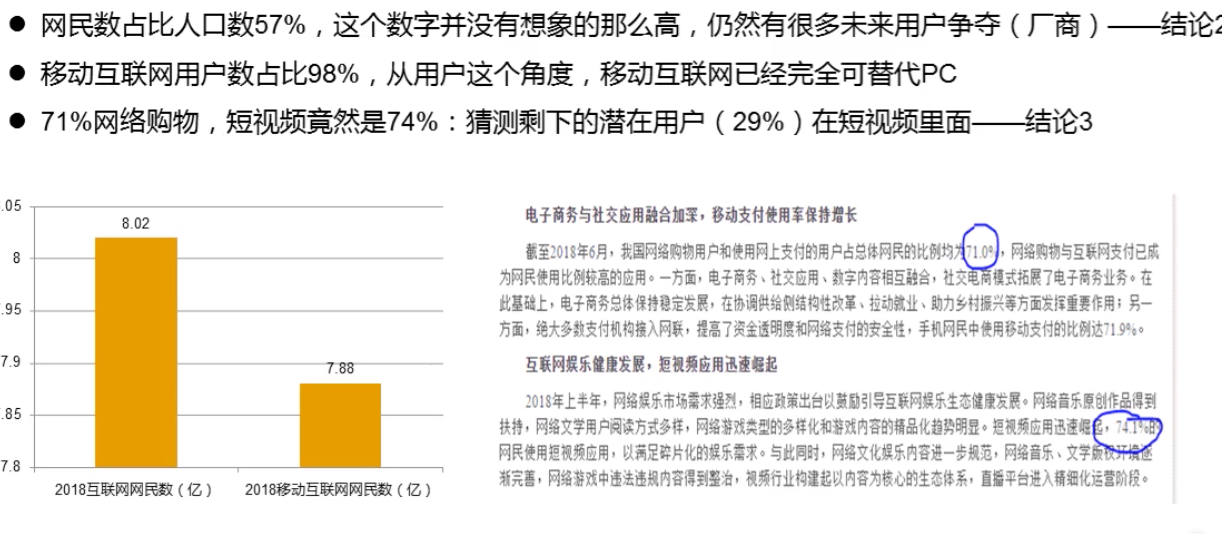 ● 网民数占比人口数57%，这个数字并没有想象的那么高，仍然有很多未来用户争夺（厂商）——结论2
● 移动互联网用户数占比98%，从用户这个角度，移动互联网已经完全可替代PC
● 71%网络购物，短视频竟然是74%：猜测剩下的潜在用户（29%）在短视频里面——结论3
.05
8
.95
7.9
.85
7.8
8.02
7.88
2018互联网网民数（亿）
2018移动互联网网民数（亿）
电子商务与社交应用融合加深，移动支付使用率保持增长
截至2018年6月，我国网络购物用户和使用网上支付的用户占总体网民的比例均为71.0%，网络购物与互联网支付已成
为网民使用比例较高的应用。一方面，电子商务、社交应用、数字内容相互融合，社交电商模式拓展了电子商务业务。在
此基础上，电子商务总体保持稳定发展，在协调供给侧结构性改革、拉动就业、助力乡村振兴等方面发挥重要作用；另一
方面，绝大多数支付机构接入网联，提高了资金透明度和网络支付的安全性，手机网民中使用移动支付的比例达71.9%。
互联网娱乐健康发展，短视频应用迅速崛起
2018年上半年，网络娱乐市场需求强烈，相应政策出台以鼓励引导互联网娱乐生态健康发展。网络音乐原创作品得到
扶持，网络文学用户阅读方式多样，网络游戏类型的多样化和游戏内容的精品化趋势明显。短视频应用迅速崛起，74.1%的
网民使用短视频应用，以满足碎片化的娱乐需求。与此同时，网络文化娱乐内容进一步规范，网络音乐、文学版权环境逐
渐完善，网络游戏中违法违规内容得到整治，视频行业构建起以内容为核心的生态体系，直播平台进入精细化运营阶段。